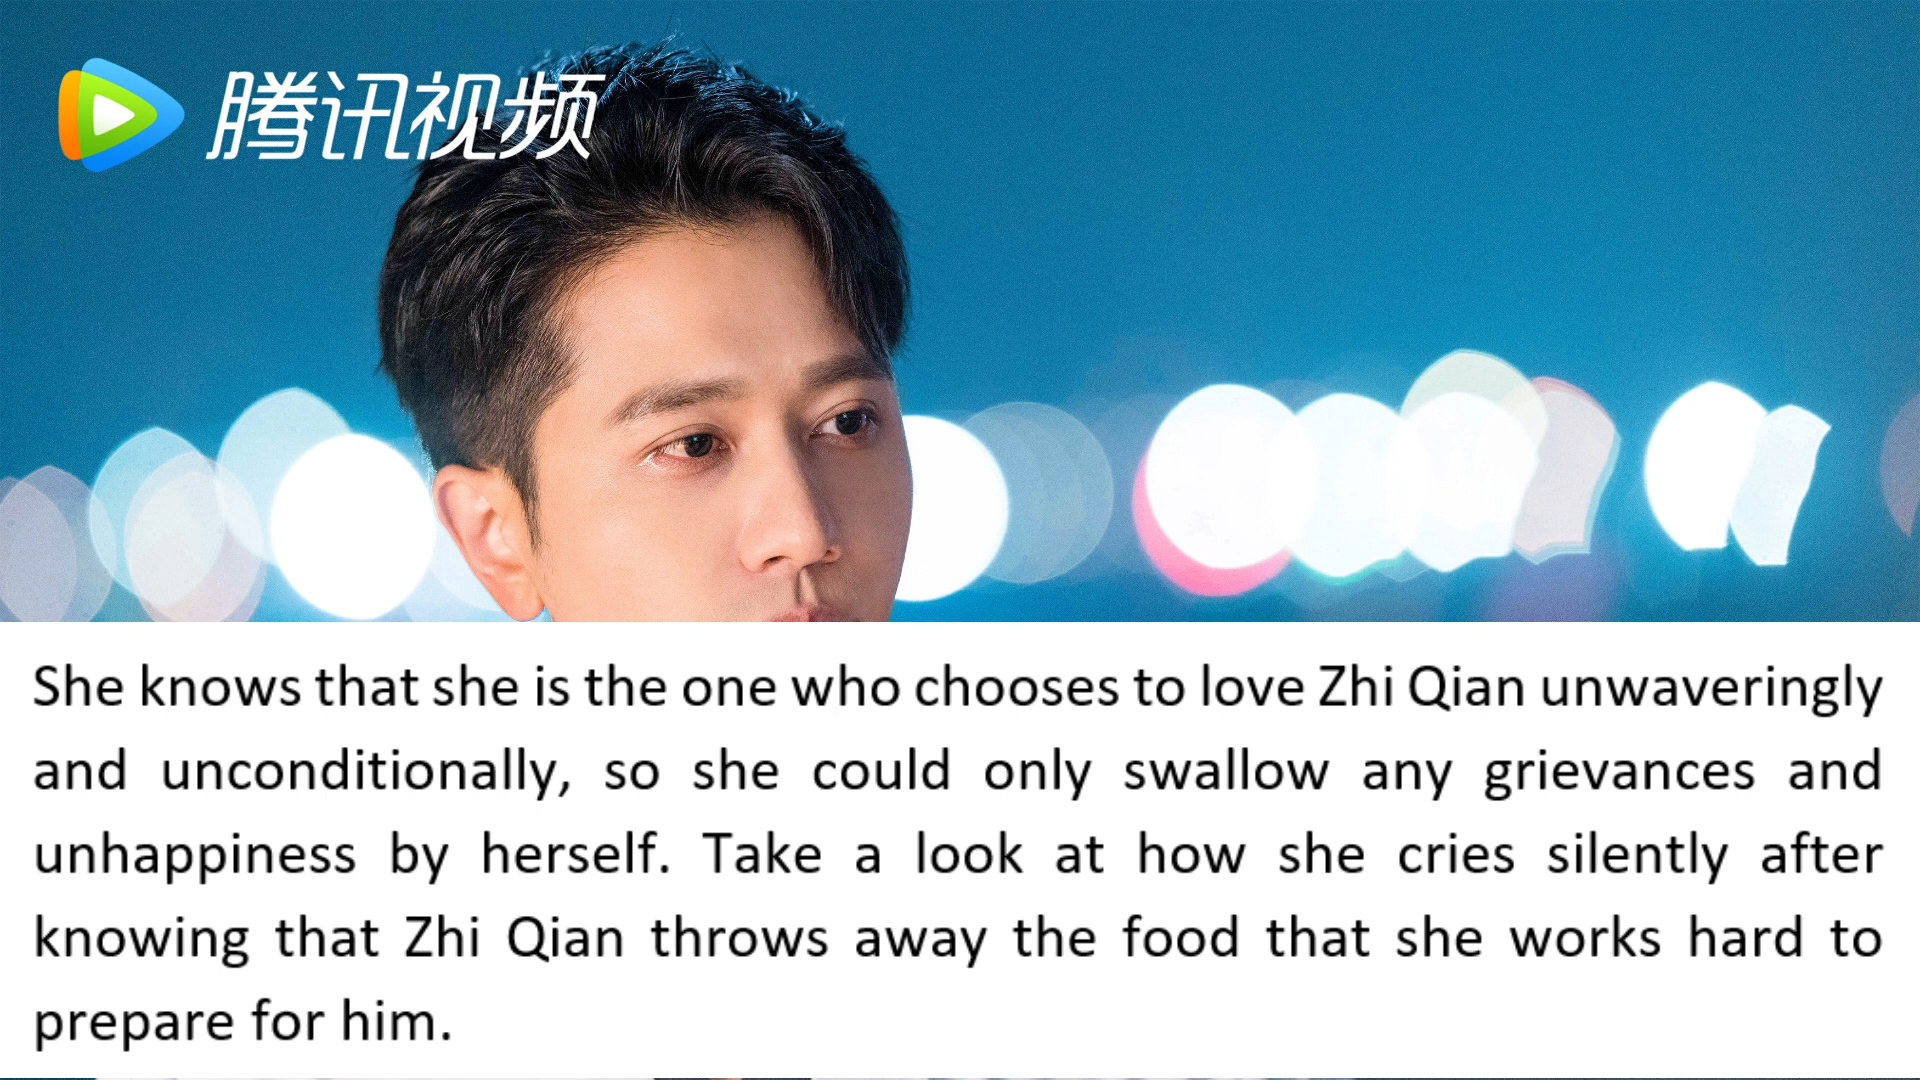 腾讯视频
She knows that she is the one who chooses to love Zhi Qian unwaveringly
and unconditionally, so she could only swallow any grievances and
unhappiness by herself. Take a look at how she cries silently after
knowing that Zhi Qian throws away the food that she works hard to
prepare for him.